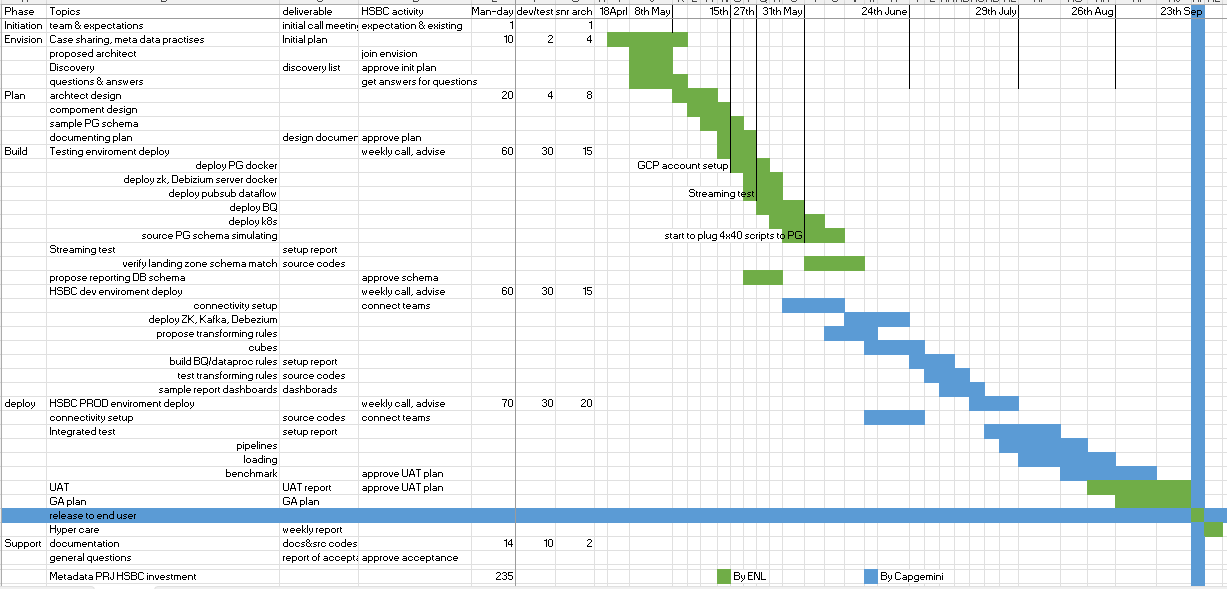 Phase Topics deliverable HSBC activity Man-day dev/test snr arch 18April 8th May 15th 27th 31th May 24th June 29th July 26th Aug 23th Sep
Initiation team & expectations initial call meetin expectation & existing 1 1
Envision Case sharing, meta data practises Initial plan 10 2 4
proposed architect join envision
Discovery discovery list approve init plan
questions & answers get answers for questions
Plan archtect design 20 4 8
compoment design
sample PG schema
documenting plan design documer approve plan
Build Testing enviroment deploy weekly call, advise 60 30 15
deploy PG docker GCP account setup
deploy zk, Debizium server docker
deploy pubsub dataflow Streaming test
deploy BQ
deploy k8s
source PG schema simulating start to plug 4x40 scripts to PG
Streaming test setup report
verify landing zone schema match source codes
propose reporting DB schema approve schema
HSBC dev enviroment deploy weekly call, advise 60 30 15
connectivity setup connect teams
deploy ZK, Kafka, Debezium
propose transforming rules
cubes
build BQ/dataproc rules setup report
test transforming rules source codes
sample report dashboards dashborads
deploy HSBC PROD enviroment deploy weekly call, advise 70 30 20
connectivity setup source codes connect teams
Integrated test setup report
pipelines
loading
benchmark approve UAT plan
UAT UAT report approve UAT plan
GA plan GA plan
release to end user
Hyper care weekly report
Support documentation docs&src codes 14 10 2
general questions report of accepta approve acceptance
Metadata PRJ HSBC investment 235 By ENL By Capgemini